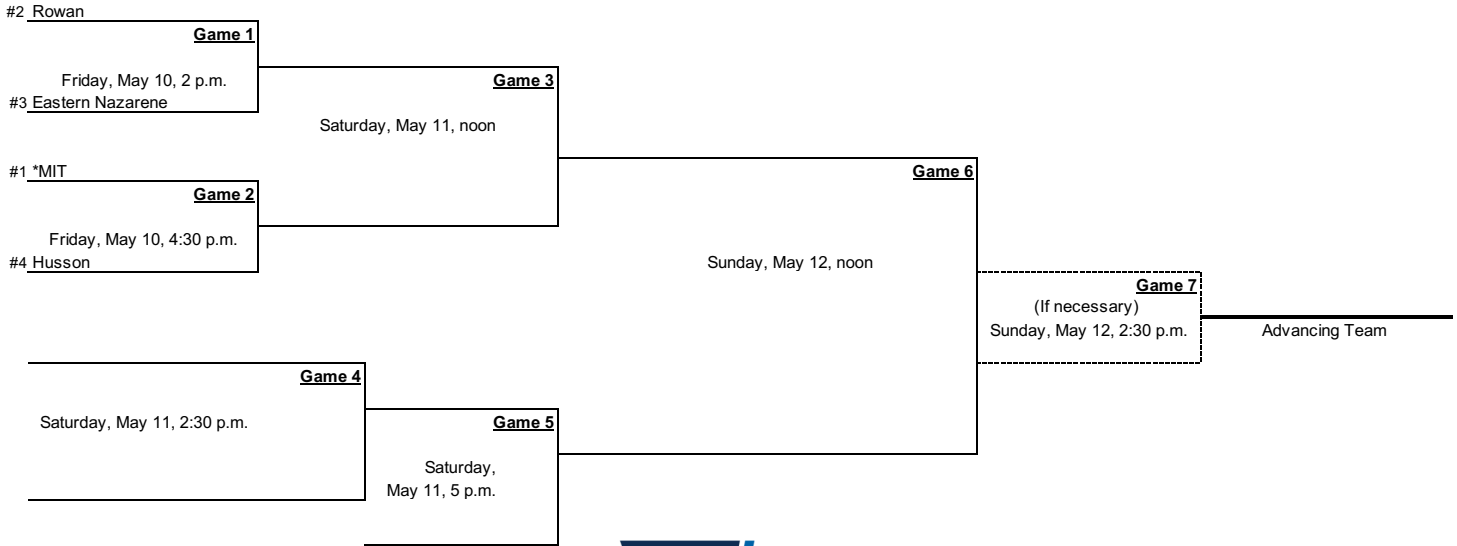 #2 Rowan
Game 1
Friday, May 10, 2 p.m.
#3 Eastern Nazarene
Game 3
Saturday, May 11, noon
#1 *MIT
Game 2
Friday, May 10, 4:30 p.m.
#4 Husson
Game 6
Sunday, May 12, noon
Game 7
(If necessary)
Sunday, May 12, 2:30 p.m.
Advancing Team
Game 4
Saturday, May 11, 2:30 p.m.
Game 5
Saturday,
May 11, 5 p.m.